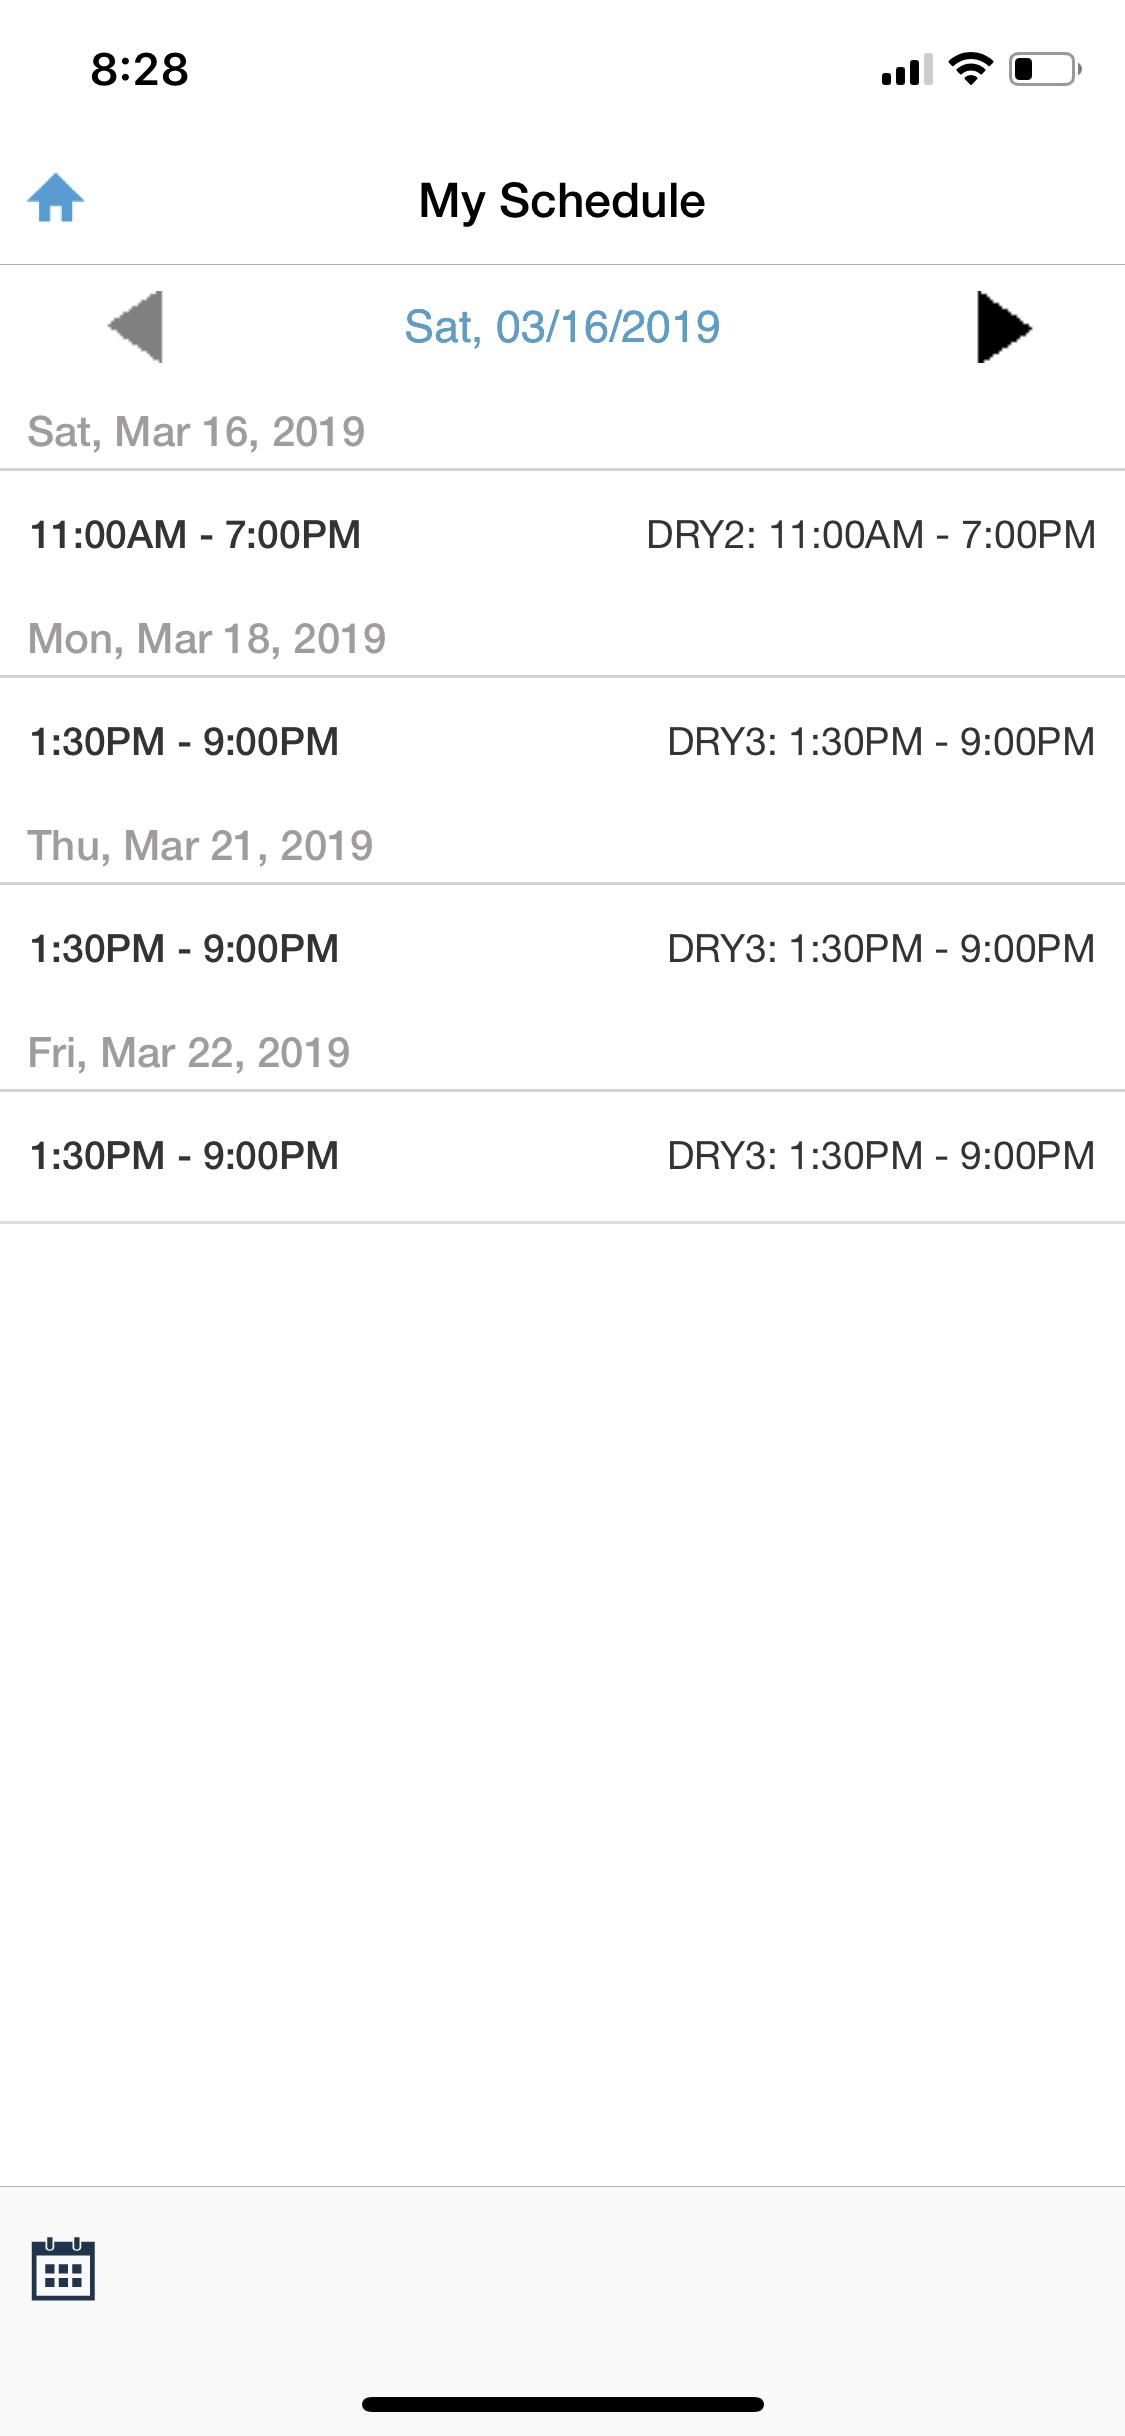 8:28
My Schedule
Sat, 03/16/2019
Sat, Mar 16, 2019
11:00AM - 7:00PM DRY2: 11:00AM - 7:00PM
Mon, Mar 18, 2019
1:30PM - 9:00PM DRY3: 1:30PM - 9:00PM
Thu, Mar 21, 2019
1:30PM - 9:00PM DRY3: 1:30PM - 9:00PM
Fri, Mar 22, 2019
1:30PM - 9:00PM DRY3: 1:30PM - 9:00PM